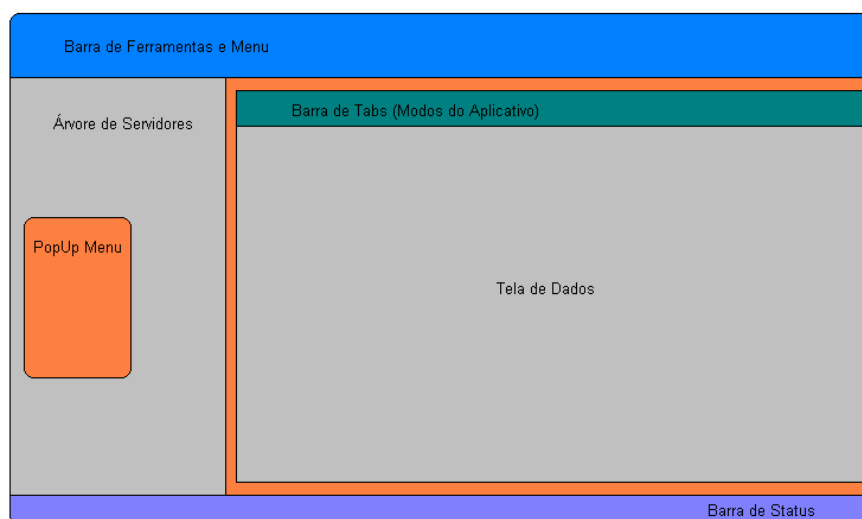 Barra de Ferramentas e Menu
Árvore de Servidores
Barra de Tabs (Modos do Aplicativo)
PopUp Menu
Tela de Dados
Barra de Status